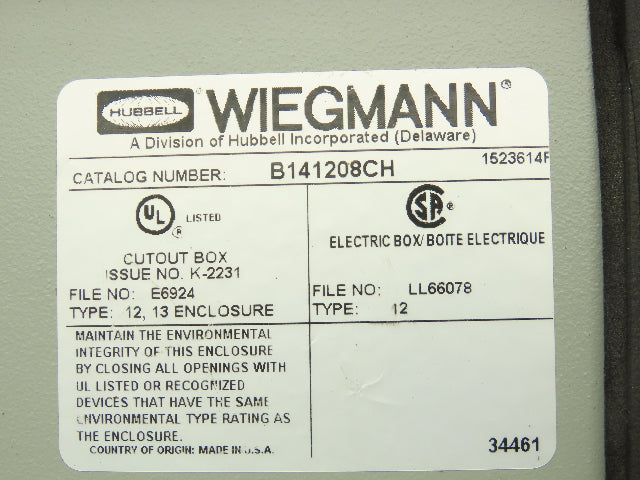 HUBBELL® WIEGMANN®
A Division of Hubbell Incorporated (Delaware)
CATALOG NUMBER: B141208CH 1523614F
UL® LISTED
CUTOUT BOX
ISSUE NO. K-2231
FILE NO: E6924
TYPE: 12, 13 ENCLOSURE
SA®
ELECTRIC BOX/BOITE ELECTRIQUE
FILE NO: LL66078
TYPE: 12
MAINTAIN THE ENVIRONMENTAL
INTEGRITY OF THIS ENCLOSURE
BY CLOSING ALL OPENINGS WITH
UL LISTED OR RECOGNIZED
DEVICES THAT HAVE THE SAME
ENVIRONMENTAL TYPE RATING AS
THE ENCLOSURE.
COUNTRY OF ORIGIN: MADE IN U.S.A.
34461